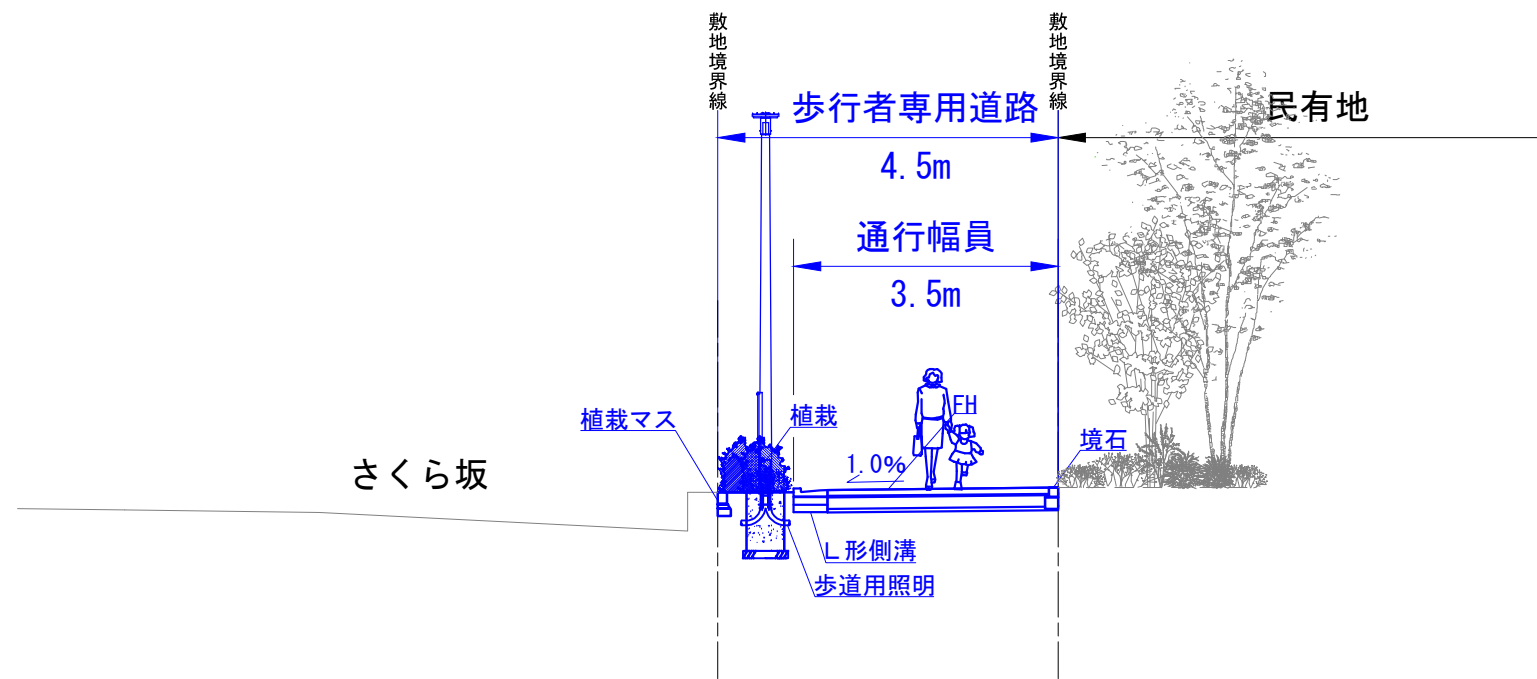 敷地境界線
敷地境界線
歩行者専用道路
民有地
4.5m
通行幅員
3.5m
植栽マス
植栽
FH
境石
さくら坂
1.0%
L形側溝
歩道用照明